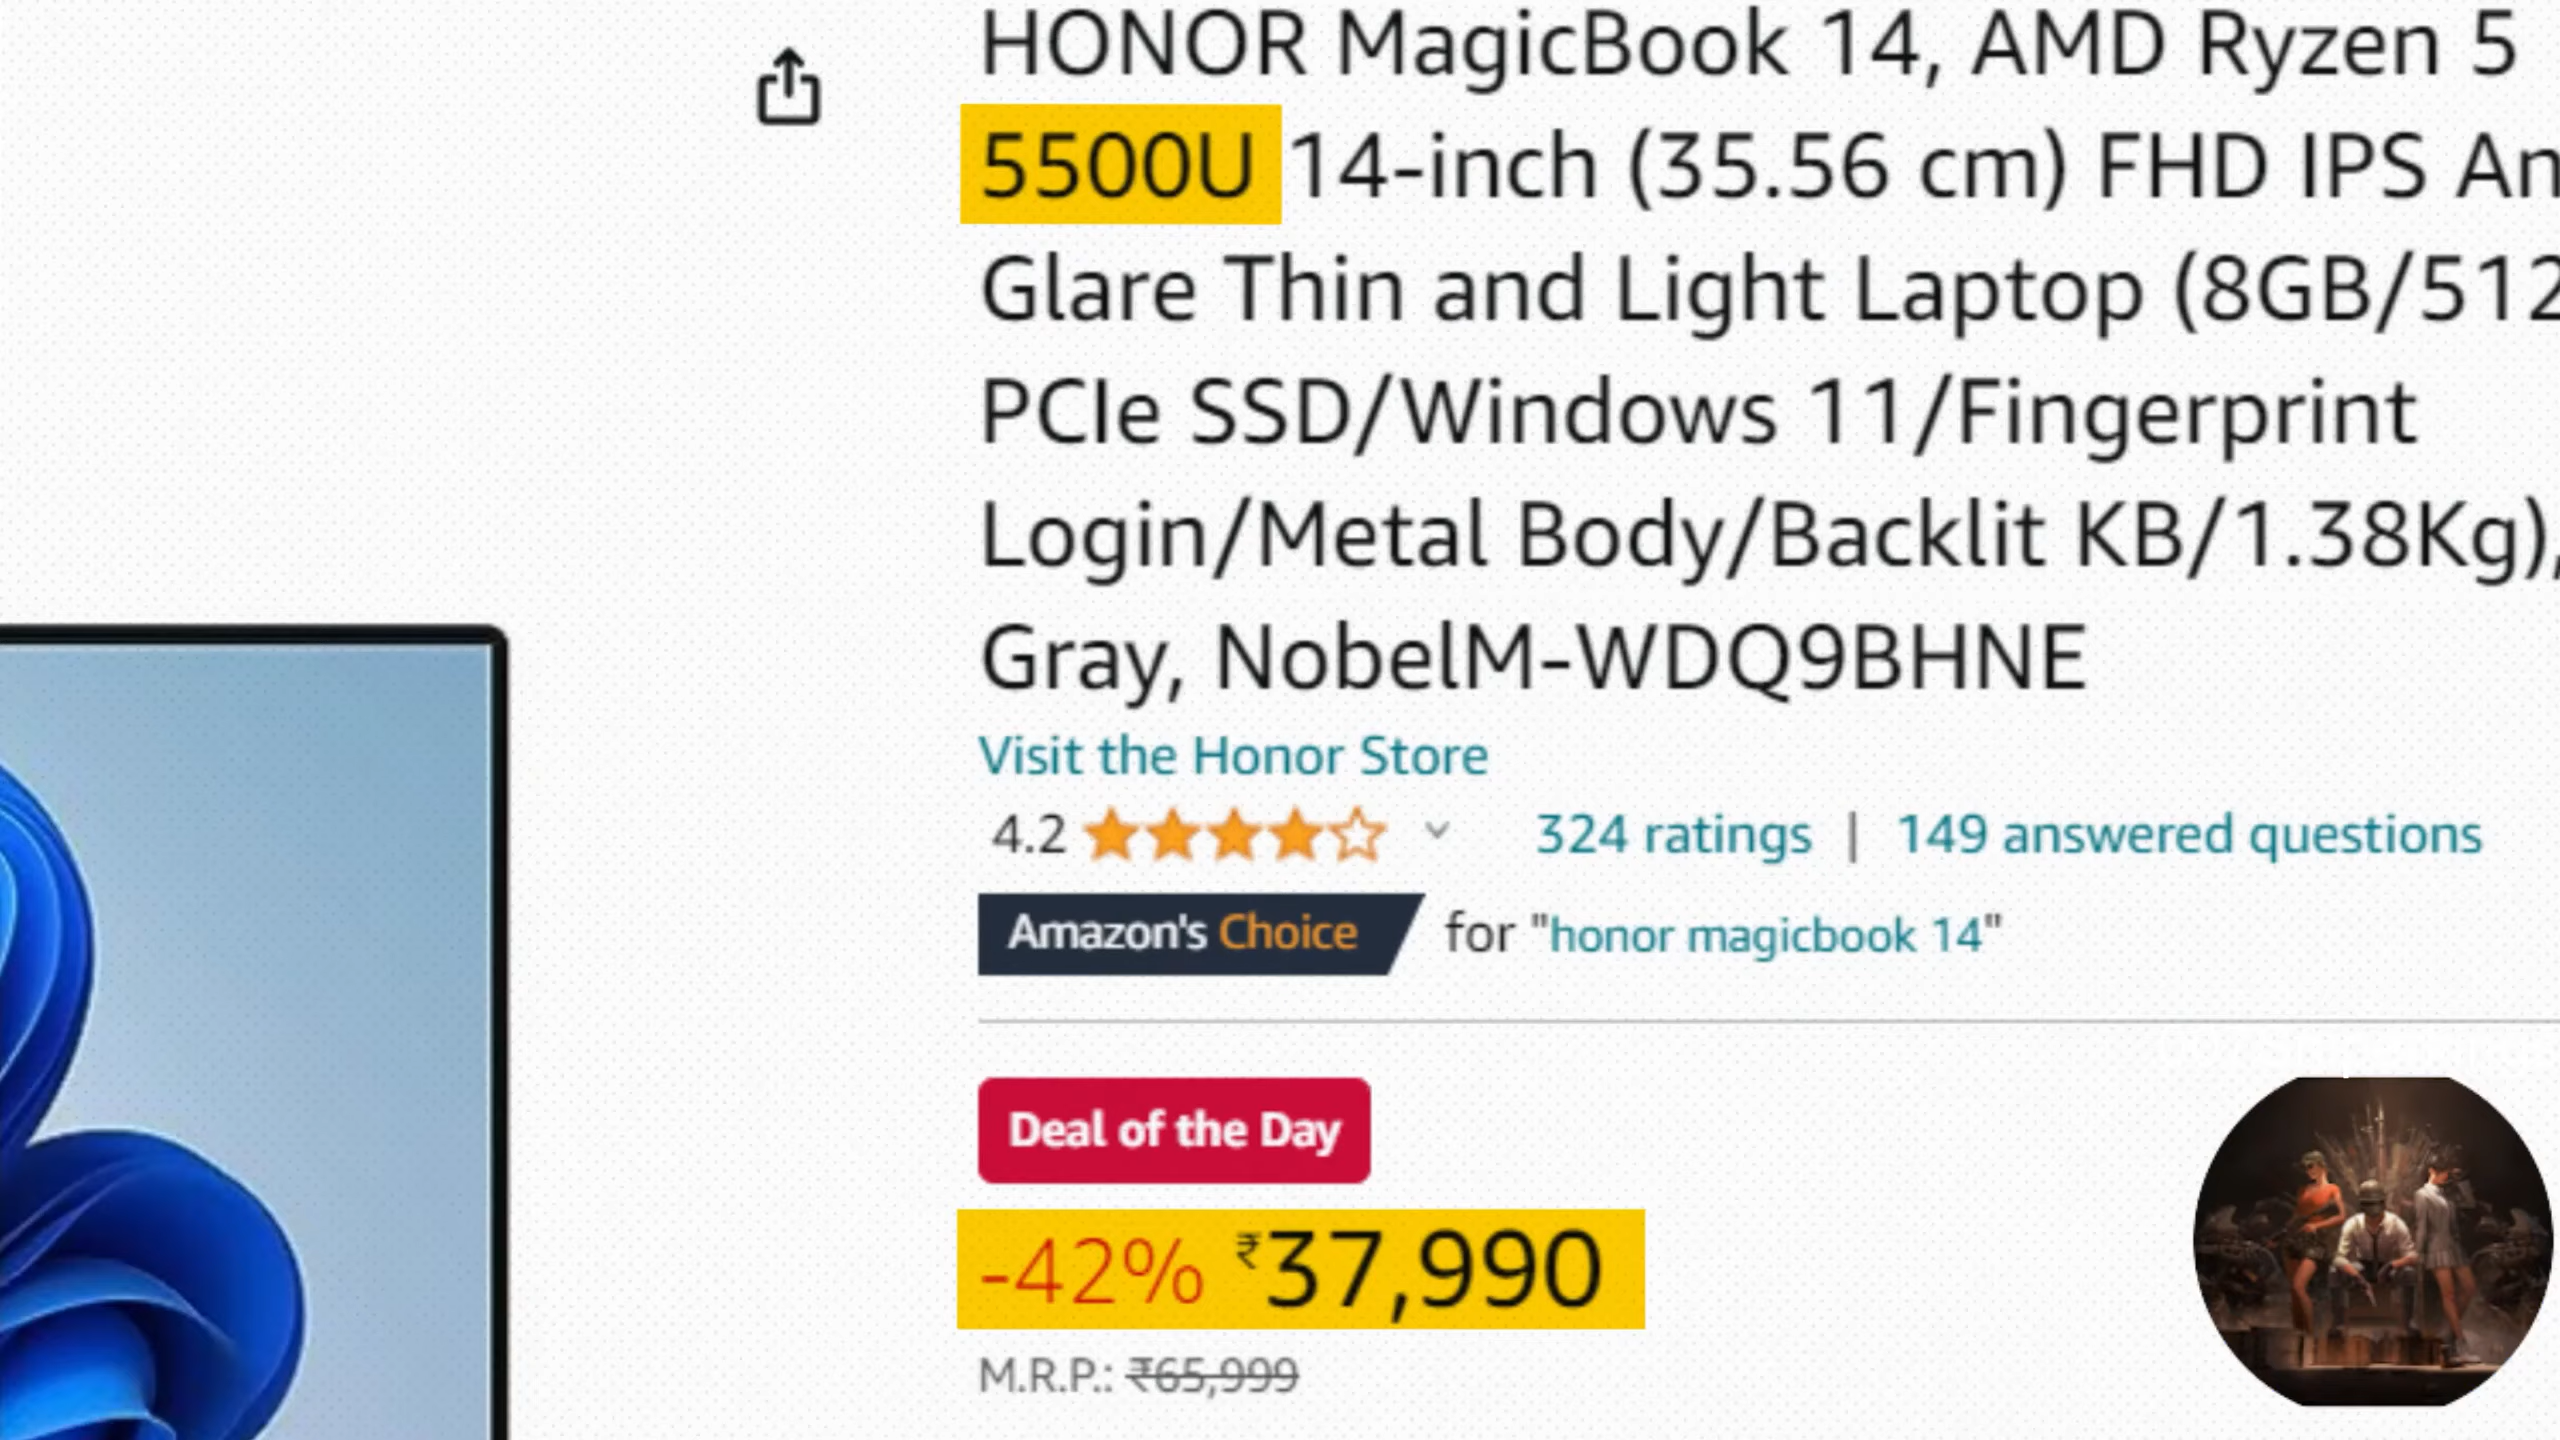 HONOR MagicBook 14, AMD Ryzen 5
5500U 14-inch (35.56 cm) FHD IPS An
Glare Thin and Light Laptop (8GB/512
PCIe SSD/Windows 11/Fingerprint
Login/Metal Body/Backlit KB/1.38Kg),
Gray, NobelM-WDQ9BHNE
Visit the Honor Store
4.2 324 ratings | 149 answered questions
Amazon's Choice for "honor magicbook 14"
Deal of the Day
-42% ₹37,990
M.R.P.: ₹65,999